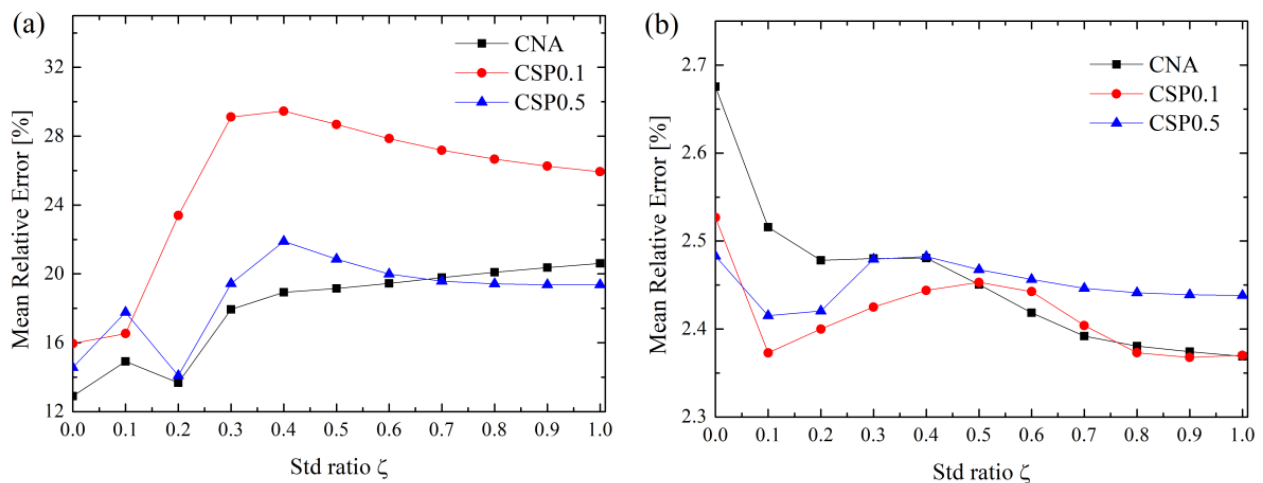 (a)
CNA
CSP0.1
CSP0.5
Mean Relative Error [%]
32
28
24
20
16
12
0.0 0.1 0.2 0.3 0.4 0.5 0.6 0.7 0.8 0.9 1.0
Std ratio ζ
(b)
CNA
CSP0.1
CSP0.5
Mean Relative Error [%]
2.7
2.6
2.5
2.4
2.3
0.0 0.1 0.2 0.3 0.4 0.5 0.6 0.7 0.8 0.9 1.0
Std ratio ζ